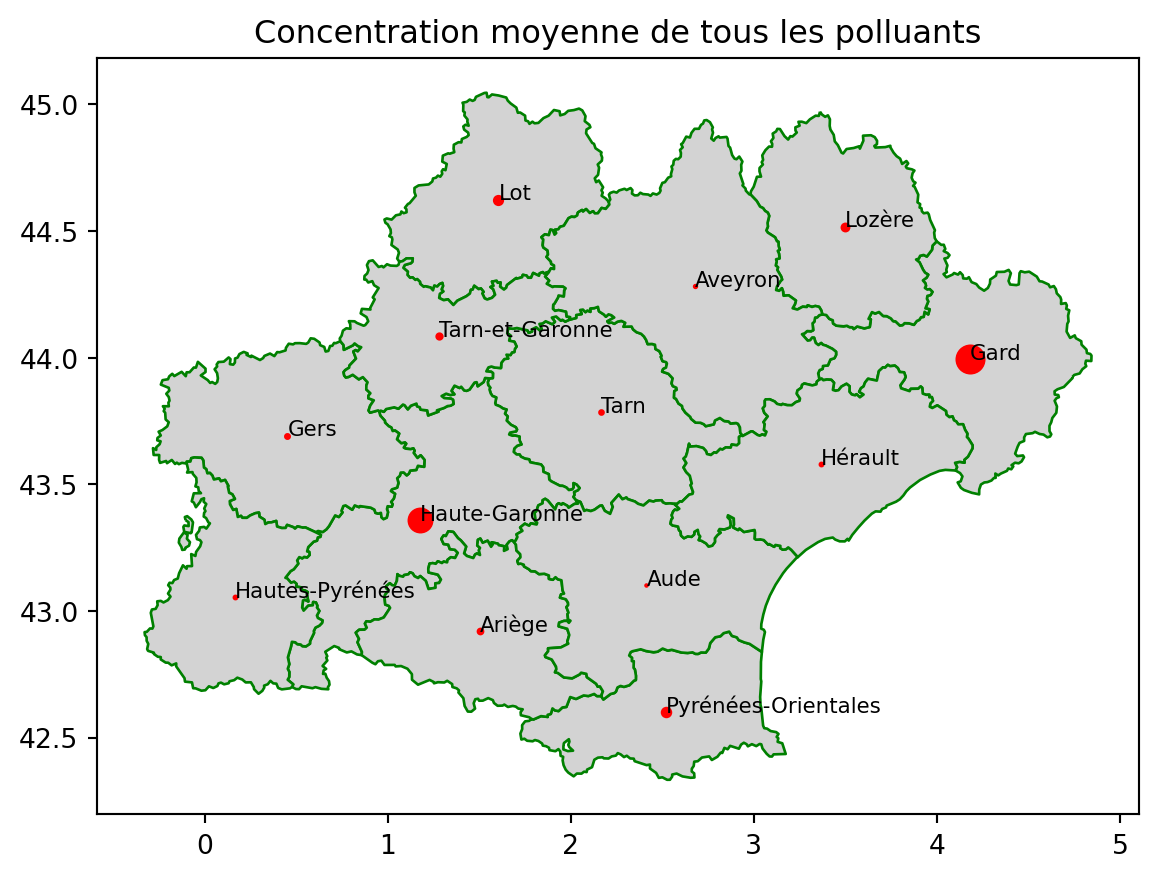 Concentration moyenne de tous les polluants
45.0
44.5
44.0
43.5
43.0
42.5
Lot
Lozère
Aveyron
Tarn-et-Garonne
Gard
Tarn
Gers
Hérault
Haute-Garonne
Aude
Hautes-Pyrénées
Ariège
Pyrénées-Orientales
0 1 2 3 4 5